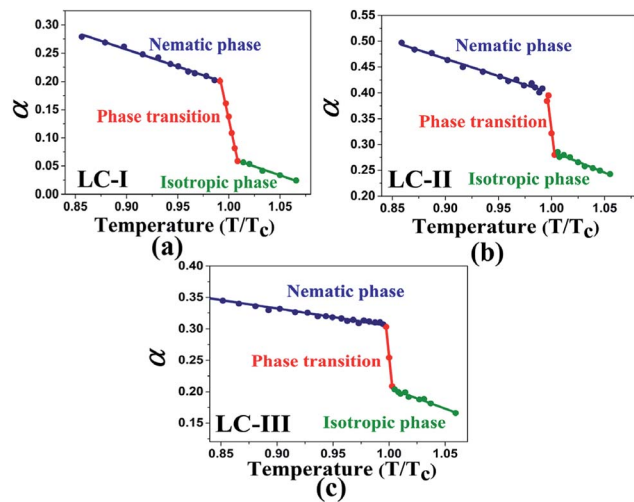 (a)
0.30
0.25
0.20
0.15
0.10
0.05
0.00
α
Nematic phase
Phase transition
Isotropic phase
LC-I
0.85 0.90 0.95 1.00 1.05
Temperature (T/TC)
(a)
0.50
0.45
0.40
0.35
0.30
0.25
0.20
α
Nematic phase
Phase transition
Isotropic phase
LC-II
0.85 0.90 0.95 1.00 1.05
Temperature (T/TC)
(b)
0.40
0.35
0.30
0.25
0.20
0.15
α
Nematic phase
Phase transition
Isotropic phase
LC-III
0.85 0.90 0.95 1.00 1.05
Temperature (T/TC)
(c)